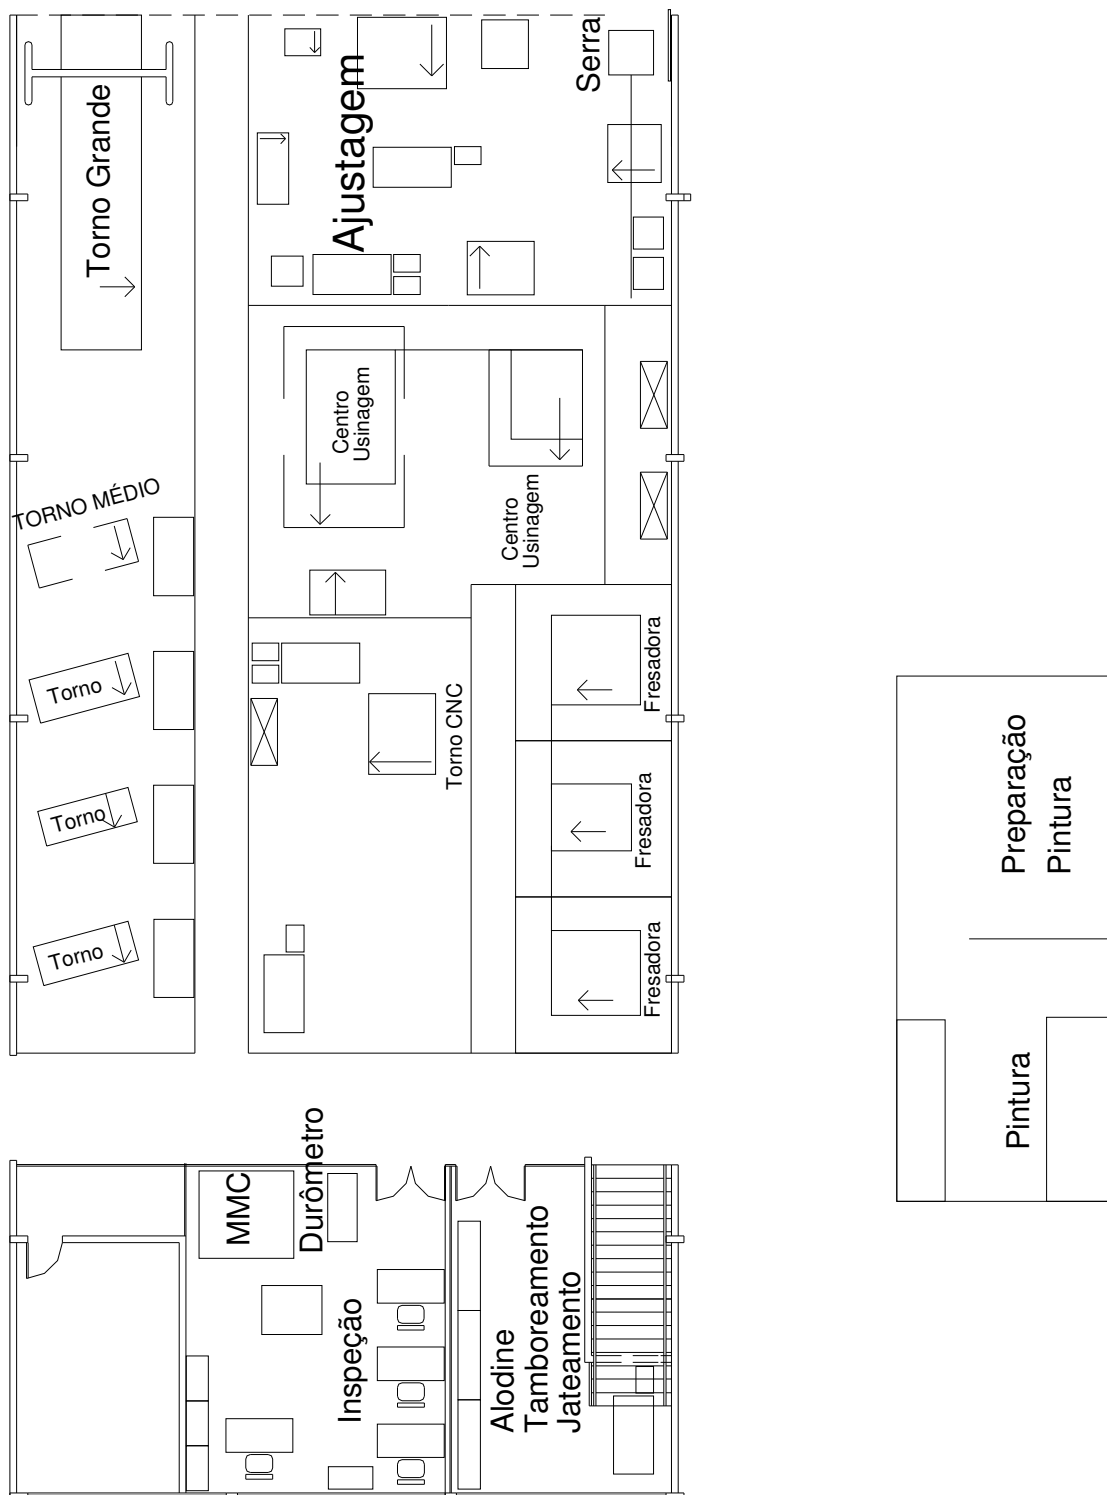 Torno Grande
Ajustagem
Serra
TORNO MÉDIO
Torno
Torno
Torno
Centro
Usinagem
Centro
Usinagem
Torno CNC
Fresadora
Fresadora
Fresadora
Preparação
Pintura
Pintura
MMC
Durômetro
Inspeção
Alodine
Tamboreamento
Jateamento